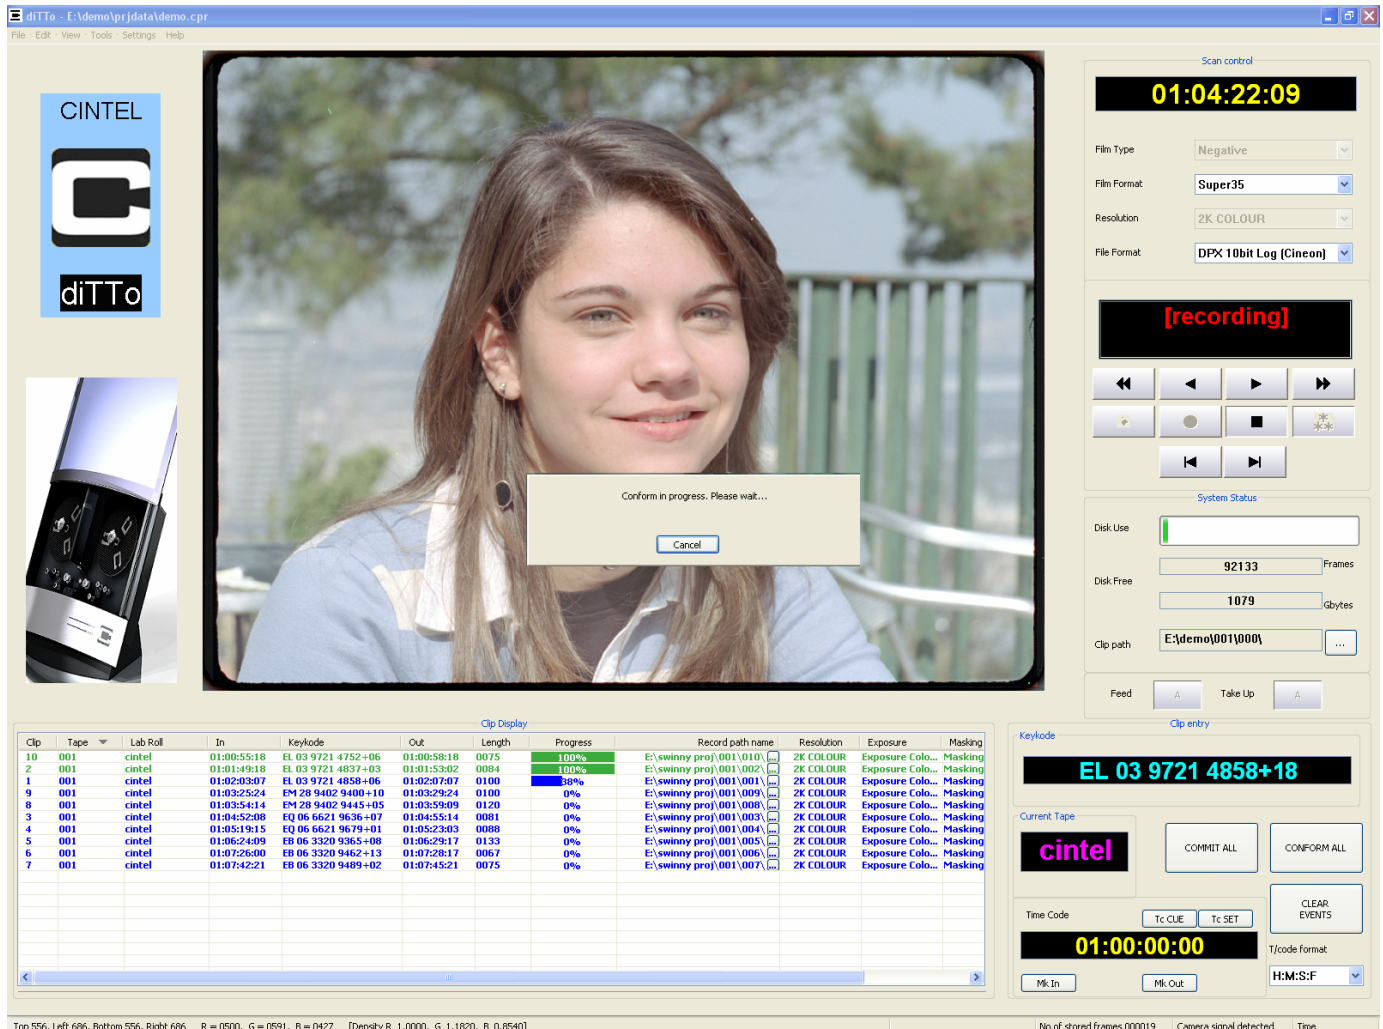 diTTo - E:\demo\prjdata\demo.cpr
File Edit View Tools Settings Help
CINTEL
diTTo
Conform in progress. Please wait...
Cancel
Scan control
01:04:22:09
Film Type Negative
Film Format Super35
Resolution 2K COLOUR
File Format DPX 10bit Log (Cineon)
[recording]
System Status
Disk Use
92133 Frames
Disk Free
1079 Gbytes
Clip path E:\demo\001\000\ ...
Feed A Take Up A
Clip Display
Clip Tape Lab Roll In Keykode Out Length Progress Record path name Resolution Exposure Masking
10 001 cintel 01:00:55:18 EL 03 9721 4752+06 01:00:58:18 0075 100% E:\swinny proj\001\010\ ... 2K COLOUR Exposure Colo... Masking
2 001 cintel 01:01:49:18 EL 03 9721 4837+03 01:01:53:02 0084 100% E:\swinny proj\001\002\ ... 2K COLOUR Exposure Colo... Masking
1 001 cintel 01:02:03:07 EL 03 9721 4858+06 01:02:07:07 0100 38% E:\swinny proj\001\001\ ... 2K COLOUR Exposure Colo... Masking
9 001 cintel 01:03:25:24 EM 28 9402 9400+10 01:03:29:24 0100 0% E:\swinny proj\001\009\ ... 2K COLOUR Exposure Colo... Masking
8 001 cintel 01:03:54:14 EM 28 9402 9445+05 01:03:59:09 0120 0% E:\swinny proj\001\008\ ... 2K COLOUR Exposure Colo... Masking
3 001 cintel 01:04:52:08 EQ 06 6621 9636+07 01:04:55:14 0081 0% E:\swinny proj\001\003\ ... 2K COLOUR Exposure Colo... Masking
4 001 cintel 01:05:19:15 EQ 06 6621 9679+01 01:05:23:03 0088 0% E:\swinny proj\001\004\ ... 2K COLOUR Exposure Colo... Masking
5 001 cintel 01:06:24:09 EB 06 3320 9365+08 01:06:29:17 0133 0% E:\swinny proj\001\005\ ... 2K COLOUR Exposure Colo... Masking
6 001 cintel 01:07:26:00 EB 06 3320 9462+13 01:07:28:17 0067 0% E:\swinny proj\001\006\ ... 2K COLOUR Exposure Colo... Masking
7 001 cintel 01:07:42:21 EB 06 3320 9489+02 01:07:45:21 0075 0% E:\swinny proj\001\007\ ... 2K COLOUR Exposure Colo... Masking
Clip entry
Keykode
EL 03 9721 4858+18
Current Tape
cintel
COMMIT ALL
CONFORM ALL
CLEAR
EVENTS
Time Code Tc CUE Tc SET
01:00:00:00
Mk In Mk Out
T/code format
H:M:S:F
Top 556, Left 686, Bottom 556, Right 686 R = 0500, G = 0591, B = 0427 [Density R 1.0000, G 1.1820, B 0.8540] No of stored frames 000019 Camera signal detected Time